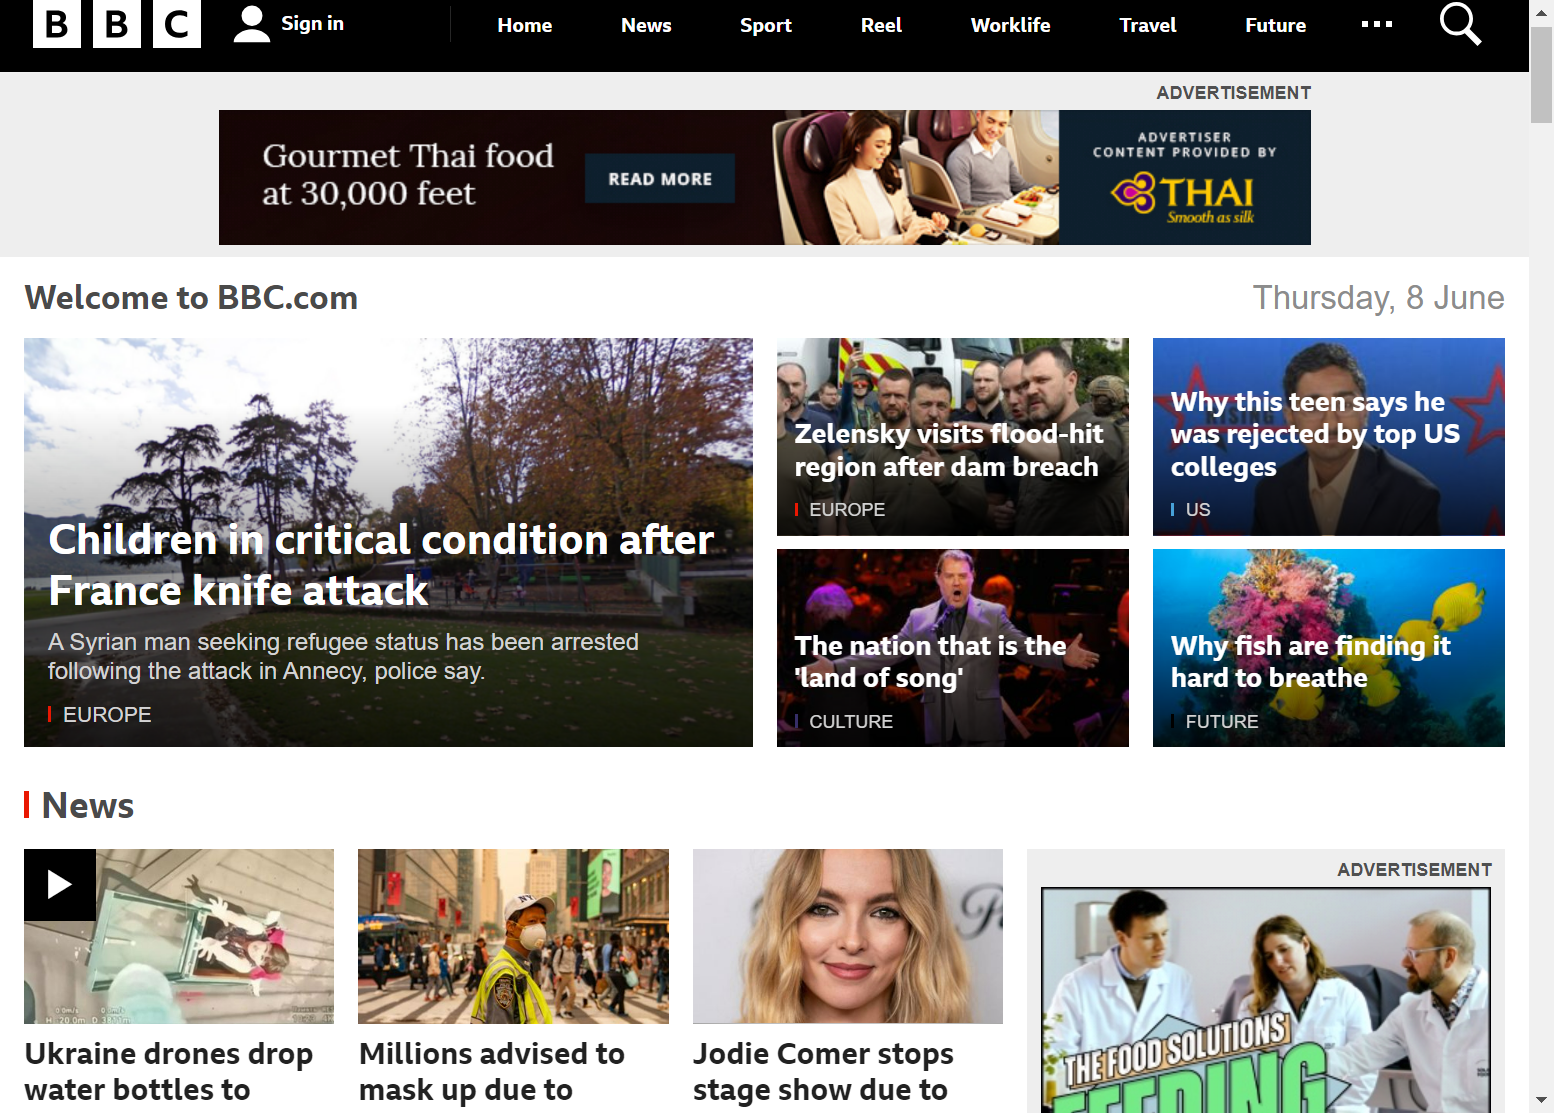 BBC
Sign in
Home
News
Sport
Reel
Worklife
Travel
Future
ADVERTISEMENT
Gourmet Thai food
at 30,000 feet
READ MORE
ADVERTISER
CONTENT PROVIDED BY
THAI
Smooth as silk
Welcome to BBC.com
Thursday, 8 June
Children in critical condition after
France knife attack
A Syrian man seeking refugee status has been arrested
following the attack in Annecy, police say.
EUROPE
Zelensky visits flood-hit
region after dam breach
EUROPE
Why this teen says he
was rejected by top US
colleges
US
The nation that is the
'land of song'
CULTURE
Why fish are finding it
hard to breathe
FUTURE
News
Ukraine drones drop
water bottles to
Millions advised to
mask up due to
Jodie Comer stops
stage show due to
ADVERTISEMENT
THE FOOD SOLUTIONS
FEEDING